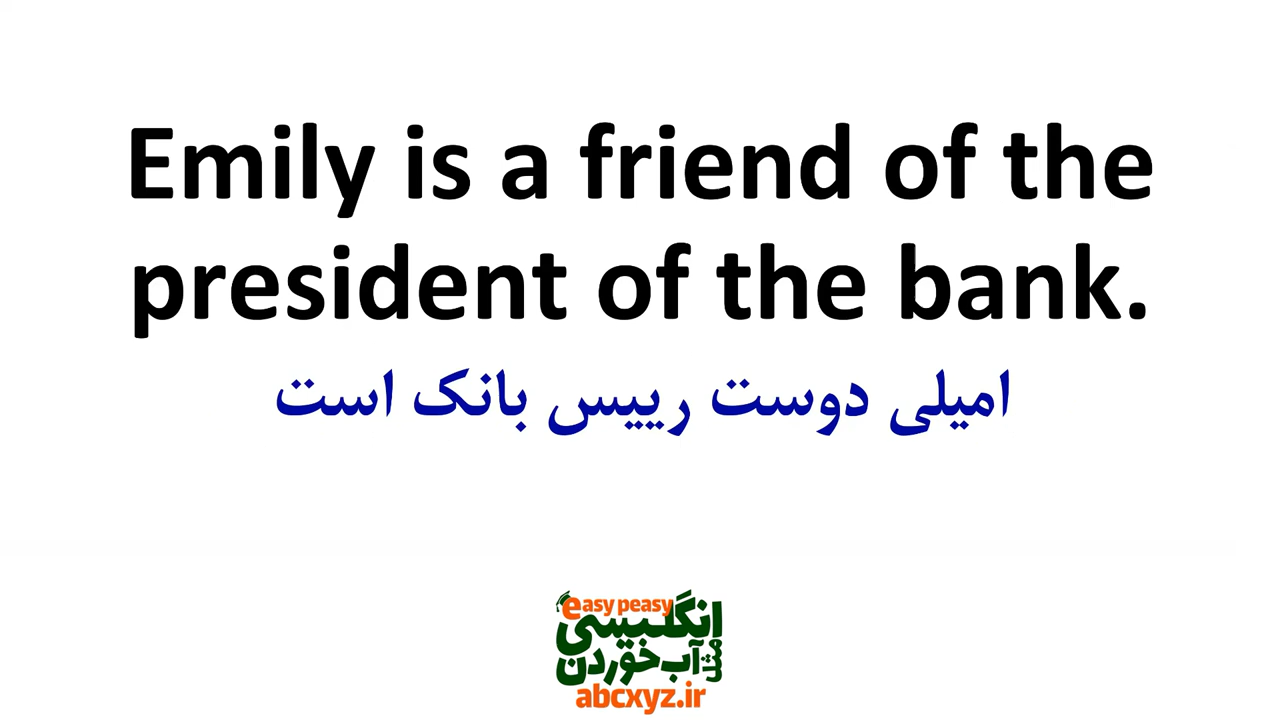 Emily is a friend of the
president of the bank.
امیلی دوست رییس بانک است
easy peasy
انگلیسی
مثل آب خوردن
abcxyz.ir